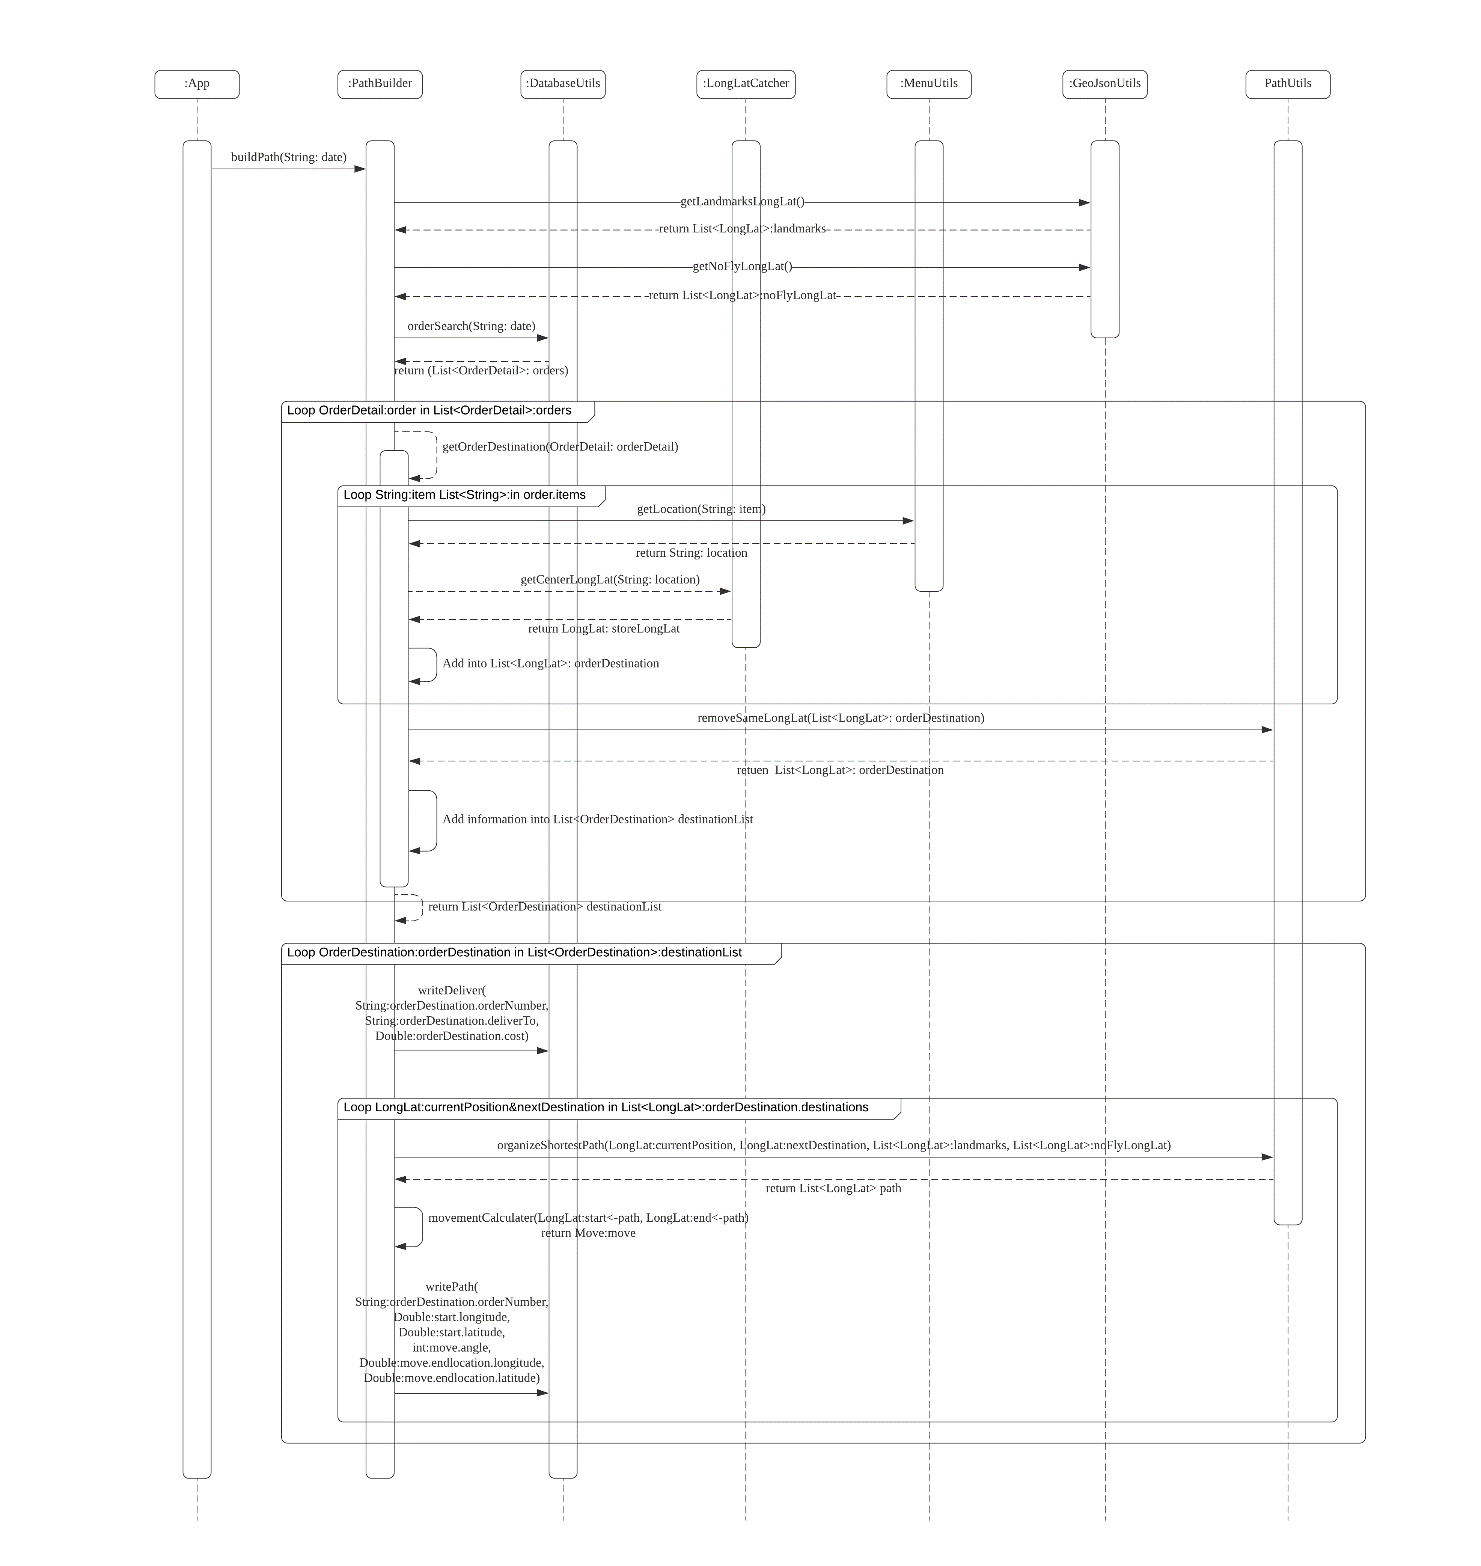 :App
:PathBuilder
:DatabaseUtils
:LongLatCatcher
:MenuUtils
:GeoJsonUtils
PathUtils
buildPath(String: date)
getLandmarksLongLat()
return List<LongLat>:landmarks
getNoFlyLongLat()
return List<LongLat>:noFlyLongLat
orderSearch(String: date)
return (List<OrderDetail>: orders)
Loop OrderDetail:order in List<OrderDetail>:orders
getOrderDestination(OrderDetail: orderDetail)
Loop String:item List<String>:in order.items
getLocation(String: item)
return String: location
getCenterLongLat(String: location)
return LongLat: storeLongLat
Add into List<LongLat>: orderDestination
removeSameLongLat(List<LongLat>: orderDestination)
retuen  List<LongLat>: orderDestination
Add information into List<OrderDestination> destinationList
return List<OrderDestination> destinationList
Loop OrderDestination:orderDestination in List<OrderDestination>:destinationList
writeDeliver(
String:orderDestination.orderNumber,
String:orderDestination.deliverTo,
Double:orderDestination.cost)
Loop LongLat:currentPosition&nextDestination in List<LongLat>:orderDestination.destinations
organizeShortestPath(LongLat:currentPosition, LongLat:nextDestination, List<LongLat>:landmarks, List<LongLat>:noFlyLongLat)
return List<LongLat> path
movementCalculater(LongLat:start<-path, LongLat:end<-path)
return Move:move
writePath(
String:orderDestination.orderNumber,
Double:start.longitude,
Double:start.latitude,
int:move.angle,
Double:move.endlocation.longitude,
Double:move.endlocation.latitude)